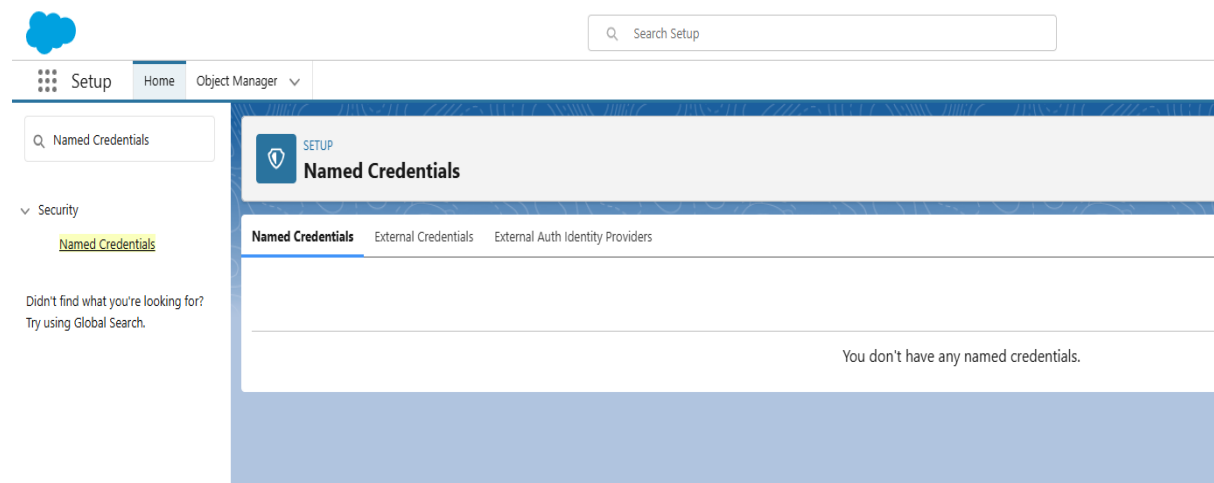 Search Setup
Setup Home Object Manager
Named Credentials
SETUP
Named Credentials
Security
Named Credentials
Didn't find what you're looking for?
Try using Global Search.
Named Credentials External Credentials External Auth Identity Providers
You don't have any named credentials.